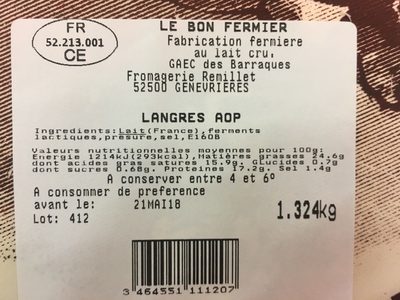 FR
52.213.001
CE
LE BON FERMIER
Fabrication fermiere
au lait cru.
GAEC des Barraques
Fromagerie Remillet
52500 GENEVRIERES
LANGRES AOP
Ingredients:Lait(France),ferments
lactiques,presure,sel,E160B
Valeurs nutritionnelles moyennes pour 100g:
Energie 1214kJ(293kcal),Matières grasses 24.6g
dont acides gras satures 15.9g. Glucides 0.7g
dont sucres 0.68g. Proteines 17.2g. Sel 1.4g
A conserver entre 4 et 6°
A consommer de preference
avant le: 21MAI18
Lot: 412
1.324kg
3 464551 111207